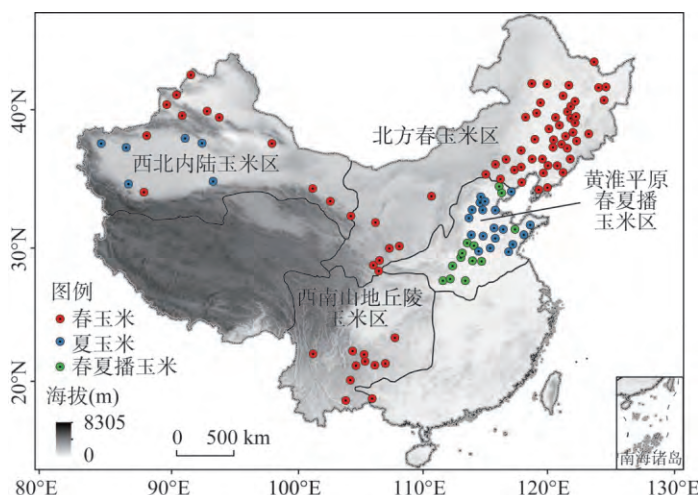 40°N
30°N
20°N
北方春玉米区
西北内陆玉米区
黄淮平原
春夏播
玉米区
西南山地丘陵
玉米区
图例
春玉米
夏玉米
春夏播玉米
海拔(m)
8305
0
0 500 km
南海诸岛
80°E 90°E 100°E 110°E 120°E 130°E